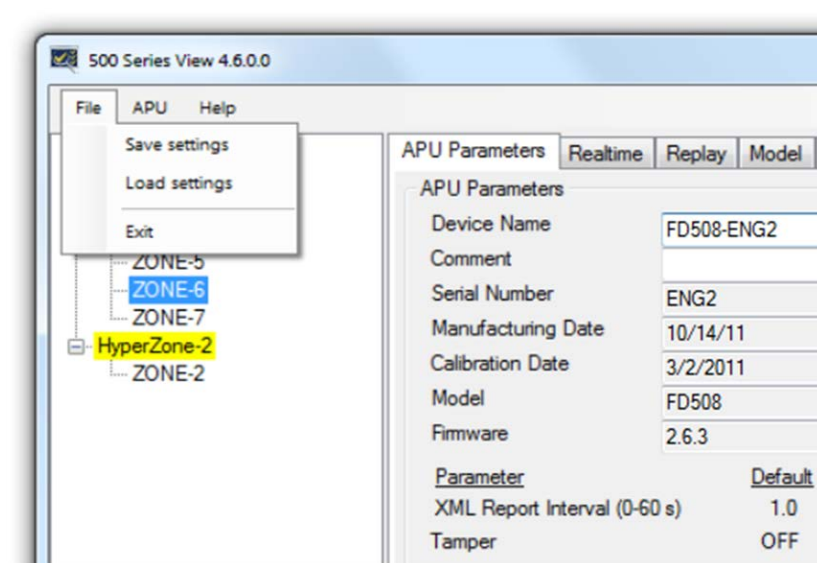 500 Series View 4.6.0.0
File APU Help
Save settings
Load settings
Exit
ZONE-5
ZONE-6
ZONE-7
HyperZone-2
ZONE-2
APU Parameters Realtime Replay Model
APU Parameters
Device Name FD508-ENG2
Comment
Serial Number ENG2
Manufacturing Date 10/14/11
Calibration Date 3/2/2011
Model FD508
Firmware 2.6.3
Parameter Default
XML Report Interval (0-60 s) 1.0
Tamper OFF